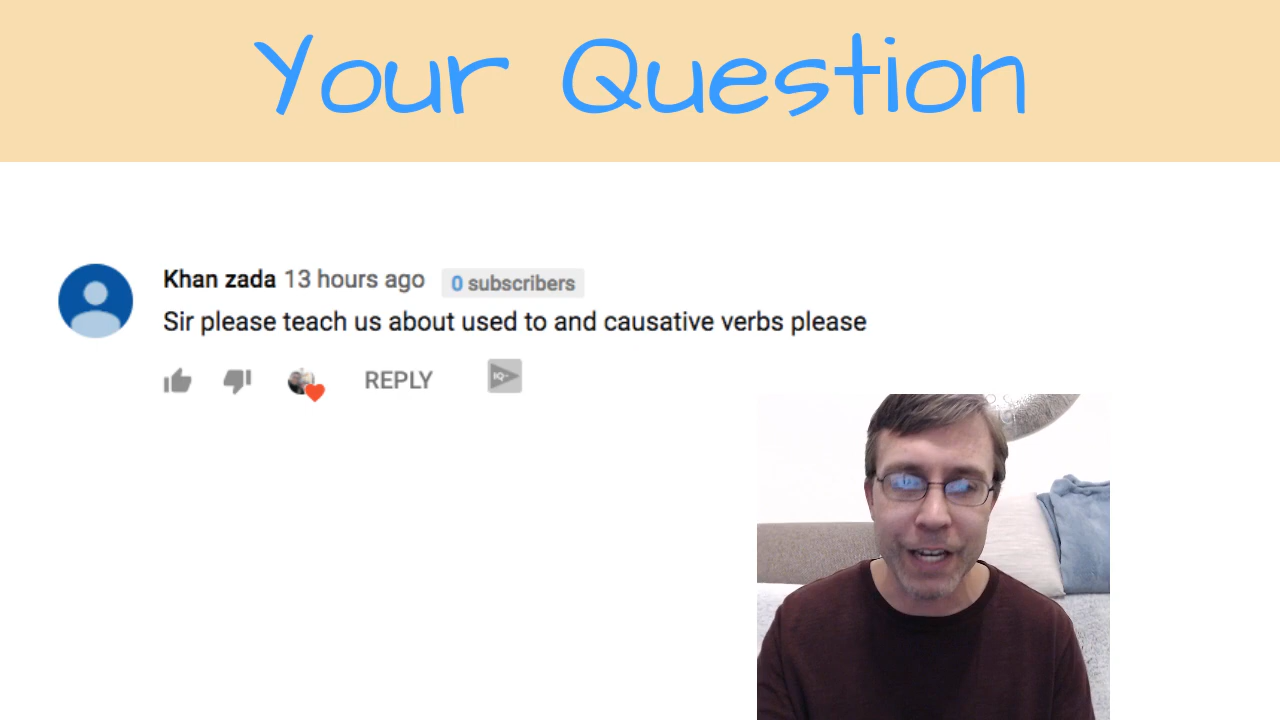 Your Question
Khan zada 13 hours ago 0 subscribers
Sir please teach us about used to and causative verbs please
REPLY
IQ